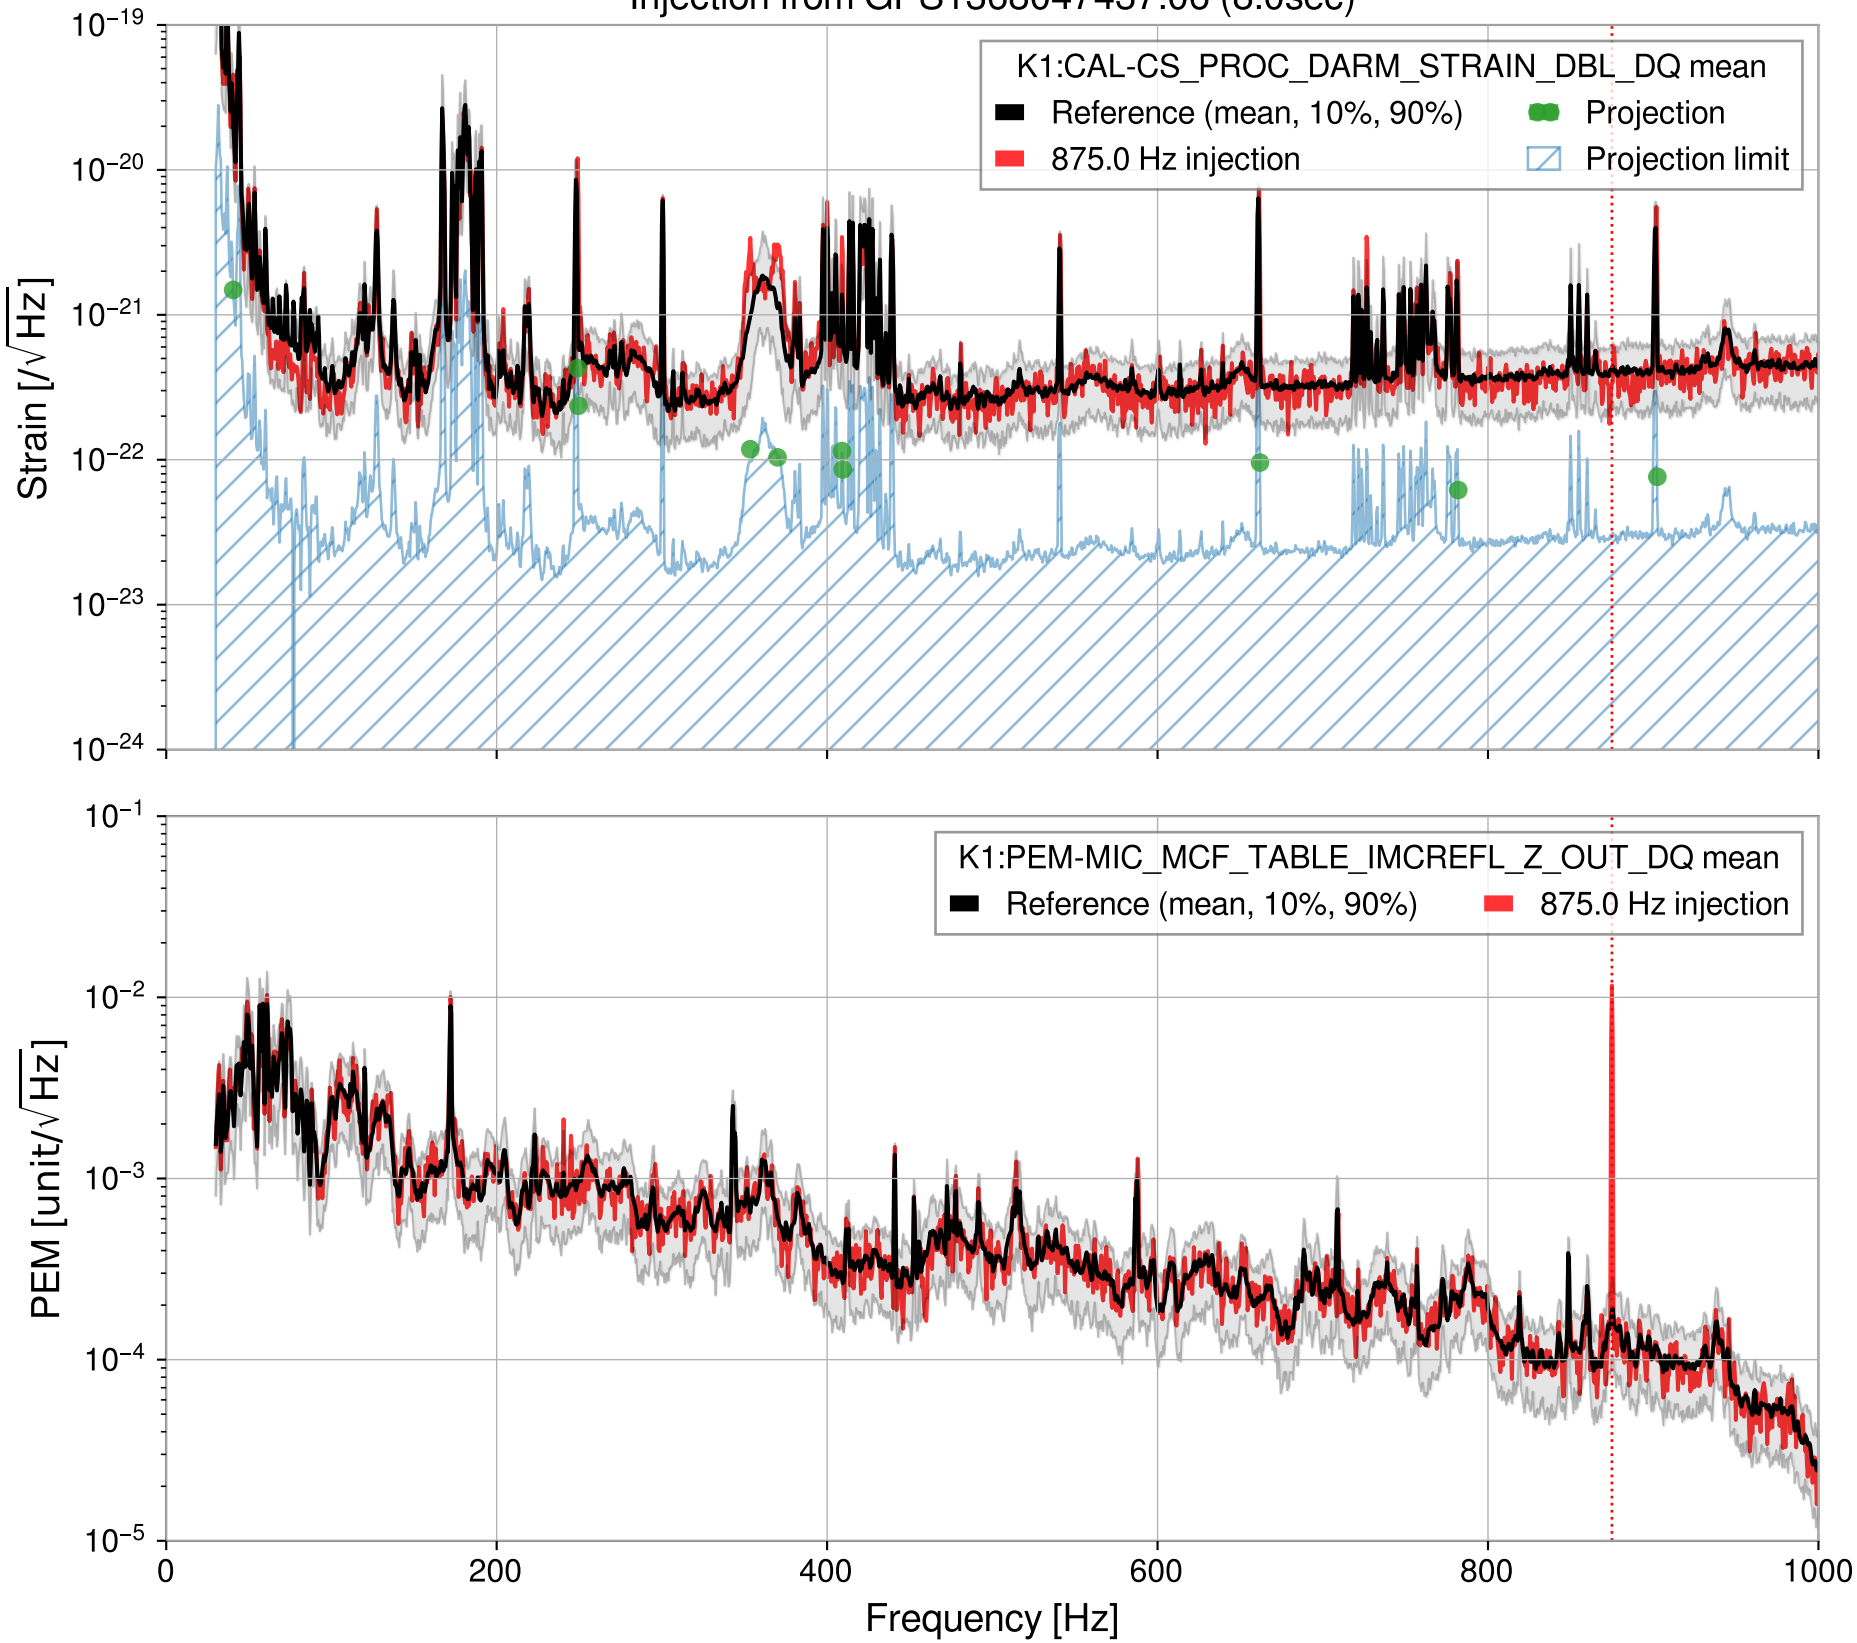 10⁻¹⁹
10⁻²⁰
10⁻²¹
10⁻²²
10⁻²³
10⁻²⁴
Strain [/√Hz]
K1:CAL-CS_PROC_DARM_STRAIN_DBL_DQ mean
Reference (mean, 10%, 90%) Projection
875.0 Hz injection Projection limit
10⁻¹
10⁻²
10⁻³
10⁻⁴
10⁻⁵
PEM [unit/√Hz]
K1:PEM-MIC_MCF_TABLE_IMCREFL_Z_OUT_DQ mean
Reference (mean, 10%, 90%) 875.0 Hz injection
0 200 400 600 800 1000
Frequency [Hz]